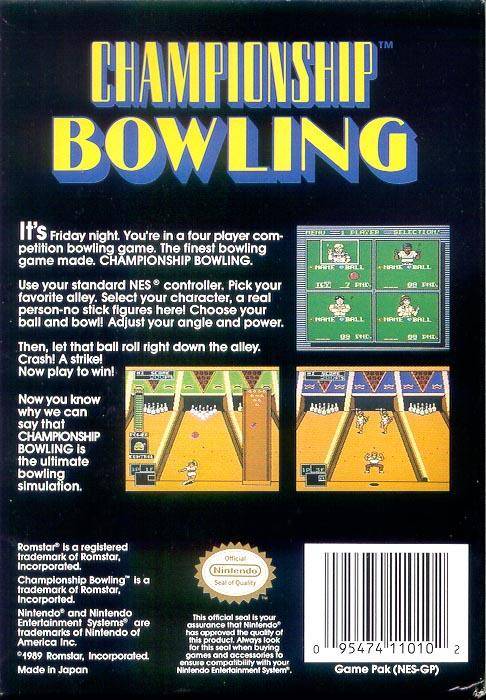 CHAMPIONSHIP™
BOWLING
It's Friday night. You're in a four player com-
petition bowling game. The finest bowling
game made. CHAMPIONSHIP BOWLING.
Use your standard NES® controller. Pick your
favorite alley. Select your character, a real
person-no stick figures here! Choose your
ball and bowl! Adjust your angle and power.
Then, let that ball roll right down the alley.
Crash! A strike!
Now play to win!
Now you know
why we can
say that
CHAMPIONSHIP
BOWLING is
the ultimate
bowling
simulation.
MENU 1 PLAYER SELECTION
NAME BALL
NAME BALL
NAME BALL
NAME BALL
POWER
CONTROL
Romstar® is a registered
trademark of Romstar,
Incorporated.
Championship Bowling™ is a
trademark of Romstar,
Incorported.
Nintendo® and Nintendo
Entertainment Systems® are
trademarks of Nintendo of
America Inc.
©1989 Romstar, Incorporated.
Made in Japan
Official
Nintendo
Seal of Quality
This official seal is your
assurance that Nintendo®
has approved the quality of
this product. Always look
for this seal when buying
games and accessories to
ensure compatibility with your
Nintendo Entertainment System®.
0 95474 11010 2
Game Pak (NES-GP)